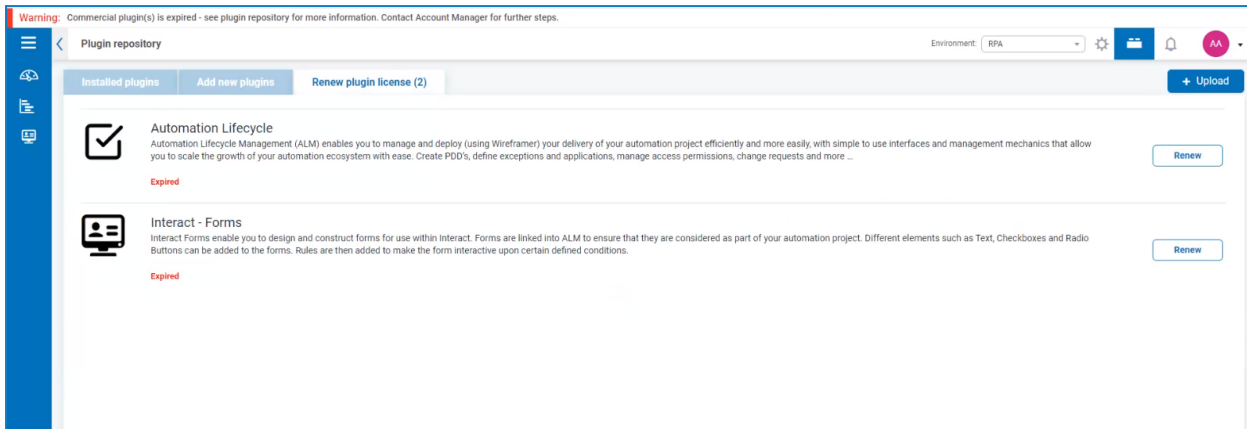 Warning: Commercial plugin(s) is expired - see plugin repository for more information. Contact Account Manager for further steps.
Plugin repository
Environment: RPA
AA
Installed plugins
Add new plugins
Renew plugin license (2)
+ Upload
Automation Lifecycle
Automation Lifecycle Management (ALM) enables you to manage and deploy (using Wireframer) your delivery of your automation project efficiently and more easily, with simple to use interfaces and management mechanics that allow
you to scale the growth of your automation ecosystem with ease. Create PDD's, define exceptions and applications, manage access permissions, change requests and more ...
Renew
Expired
Interact - Forms
Interact Forms enable you to design and construct forms for use within Interact. Forms are linked into ALM to ensure that they are considered as part of your automation project. Different elements such as Text, Checkboxes and Radio
Buttons can be added to the forms. Rules are then added to make the form interactive upon certain defined conditions.
Renew
Expired